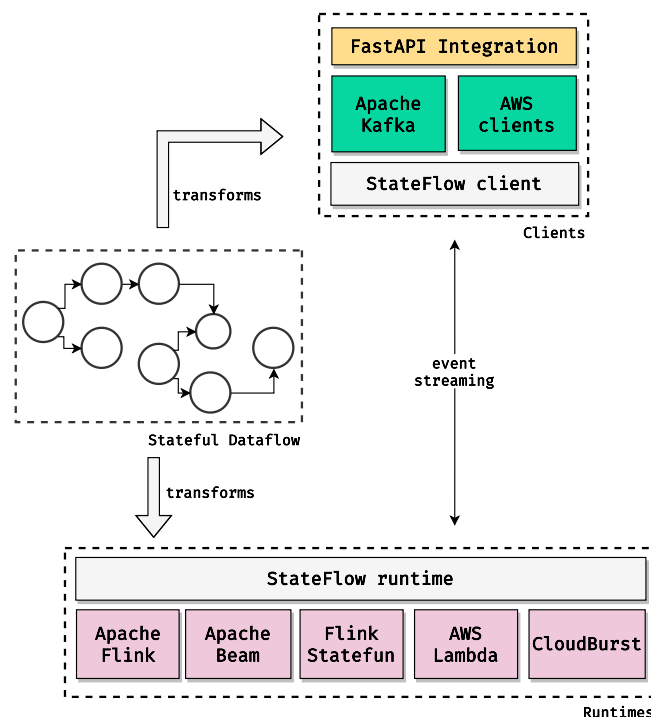 FastAPI Integration
Apache
Kafka
AWS
clients
StateFlow client
Clients
transforms
event
streaming
Stateful Dataflow
transforms
StateFlow runtime
Apache
Flink
Apache
Beam
Flink
Statefun
AWS
Lambda
CloudBurst
Runtimes